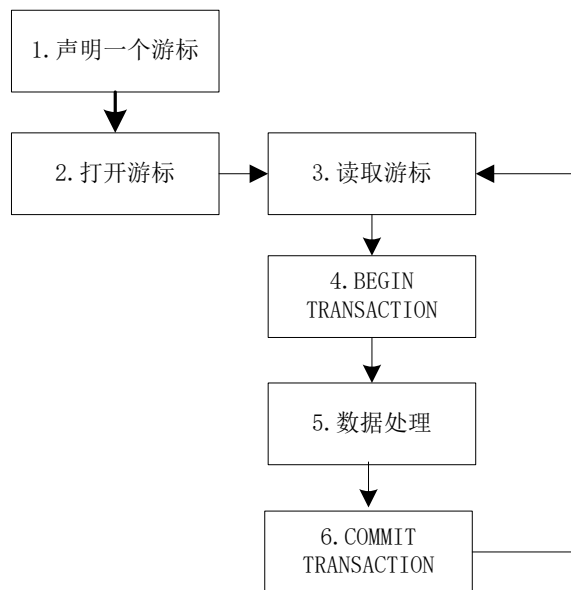 1.声明一个游标
2.打开游标
3.读取游标
4.BEGIN
TRANSACTION
5.数据处理
6.COMMIT
TRANSACTION